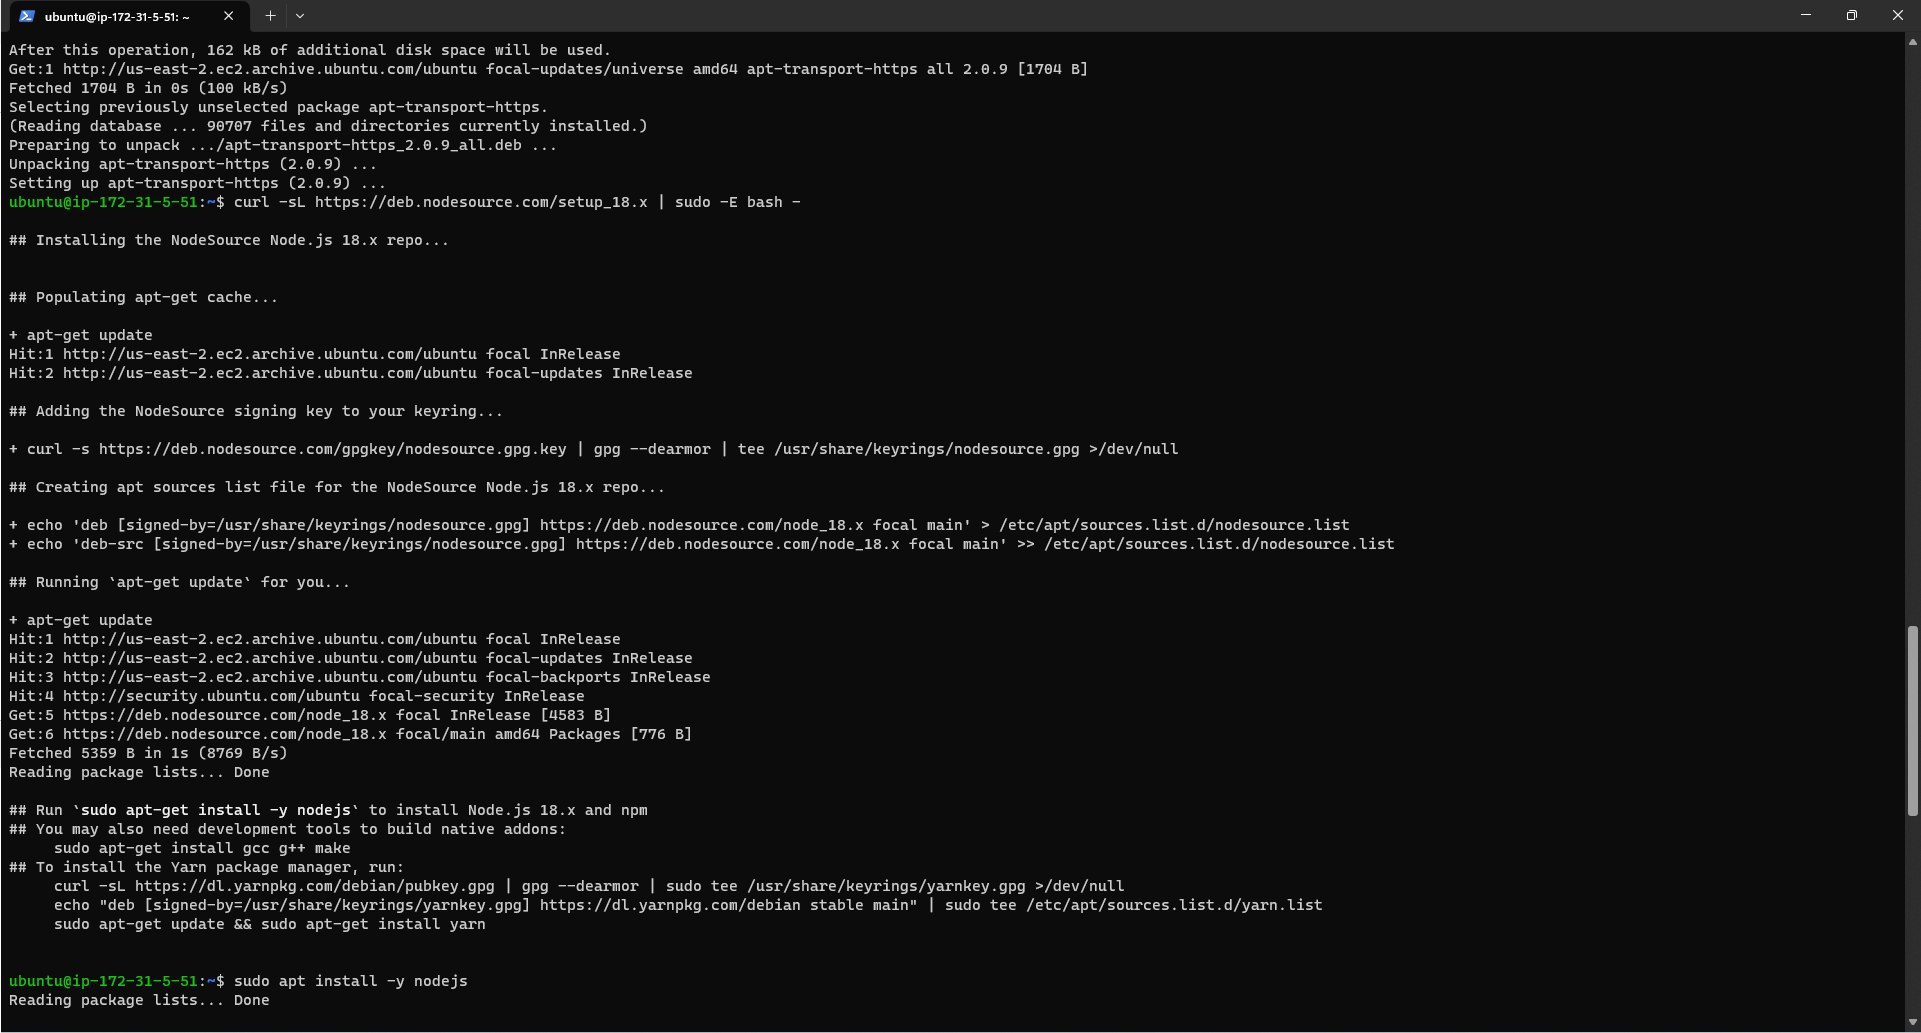 ubuntu@ip-172-31-5-51: ~
After this operation, 162 kB of additional disk space will be used.
Get:1 http://us-east-2.ec2.archive.ubuntu.com/ubuntu focal-updates/universe amd64 apt-transport-https all 2.0.9 [1704 B]
Fetched 1704 B in 0s (100 kB/s)
Selecting previously unselected package apt-transport-https.
(Reading database ... 90707 files and directories currently installed.)
Preparing to unpack .../apt-transport-https_2.0.9_all.deb ...
Unpacking apt-transport-https (2.0.9) ...
Setting up apt-transport-https (2.0.9) ...
ubuntu@ip-172-31-5-51:~$ curl -sL https://deb.nodesource.com/setup_18.x | sudo -E bash -
## Installing the NodeSource Node.js 18.x repo...
## Populating apt-get cache...
+ apt-get update
Hit:1 http://us-east-2.ec2.archive.ubuntu.com/ubuntu focal InRelease
Hit:2 http://us-east-2.ec2.archive.ubuntu.com/ubuntu focal-updates InRelease
## Adding the NodeSource signing key to your keyring...
+ curl -s https://deb.nodesource.com/gpgkey/nodesource.gpg.key | gpg --dearmor | tee /usr/share/keyrings/nodesource.gpg >/dev/null
## Creating apt sources list file for the NodeSource Node.js 18.x repo...
+ echo 'deb [signed-by=/usr/share/keyrings/nodesource.gpg] https://deb.nodesource.com/node_18.x focal main' > /etc/apt/sources.list.d/nodesource.list
+ echo 'deb-src [signed-by=/usr/share/keyrings/nodesource.gpg] https://deb.nodesource.com/node_18.x focal main' >> /etc/apt/sources.list.d/nodesource.list
## Running `apt-get update` for you...
+ apt-get update
Hit:1 http://us-east-2.ec2.archive.ubuntu.com/ubuntu focal InRelease
Hit:2 http://us-east-2.ec2.archive.ubuntu.com/ubuntu focal-updates InRelease
Hit:3 http://us-east-2.ec2.archive.ubuntu.com/ubuntu focal-backports InRelease
Hit:4 http://security.ubuntu.com/ubuntu focal-security InRelease
Get:5 https://deb.nodesource.com/node_18.x focal InRelease [4583 B]
Get:6 https://deb.nodesource.com/node_18.x focal/main amd64 Packages [776 B]
Fetched 5359 B in 1s (8769 B/s)
Reading package lists... Done
## Run `sudo apt-get install -y nodejs` to install Node.js 18.x and npm
## You may also need development tools to build native addons:
     sudo apt-get install gcc g++ make
## To install the Yarn package manager, run:
     curl -sL https://dl.yarnpkg.com/debian/pubkey.gpg | gpg --dearmor | sudo tee /usr/share/keyrings/yarnkey.gpg >/dev/null
     echo "deb [signed-by=/usr/share/keyrings/yarnkey.gpg] https://dl.yarnpkg.com/debian stable main" | sudo tee /etc/apt/sources.list.d/yarn.list
     sudo apt-get update && sudo apt-get install yarn
ubuntu@ip-172-31-5-51:~$ sudo apt install -y nodejs
Reading package lists... Done